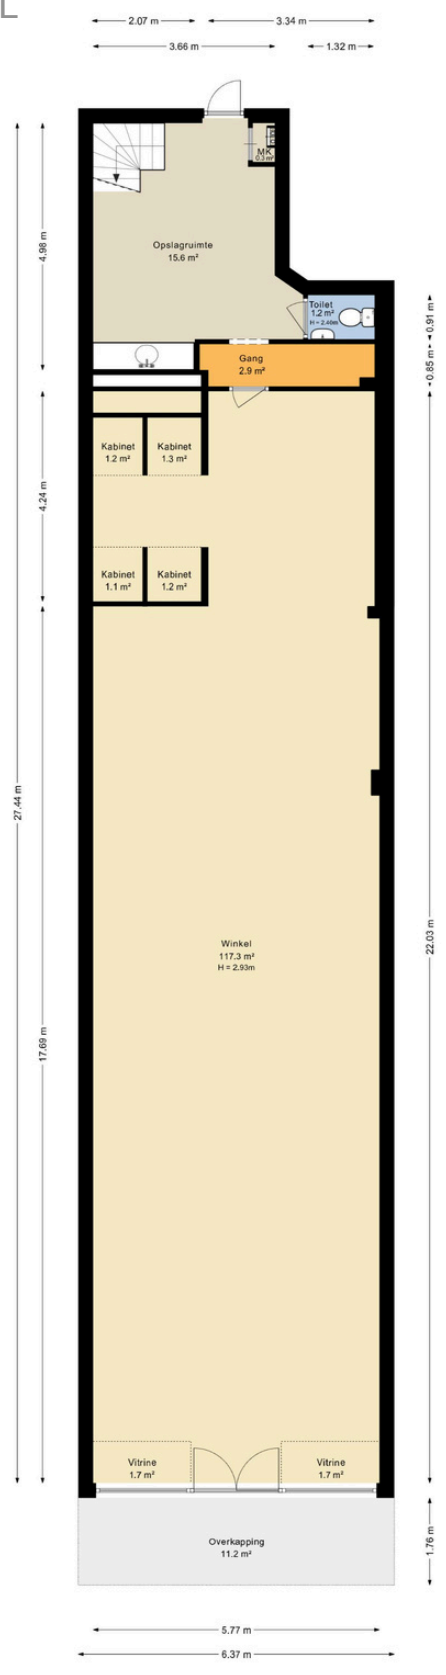 L
2.07 m
3.34 m
3.66 m
1.32 m
MK
0.3 m²
4.98 m
Opslagruimte
15.6 m²
Toilet
1.2 m²
H = 2.40m
0.91 m
0.85 m
Gang
2.9 m²
Kabinet
1.2 m²
Kabinet
1.3 m²
4.24 m
Kabinet
1.1 m²
Kabinet
1.2 m²
27.44 m
Winkel
117.3 m²
H = 2.93m
22.03 m
17.69 m
Vitrine
1.7 m²
Vitrine
1.7 m²
Overkapping
11.2 m²
1.76 m
5.77 m
6.37 m